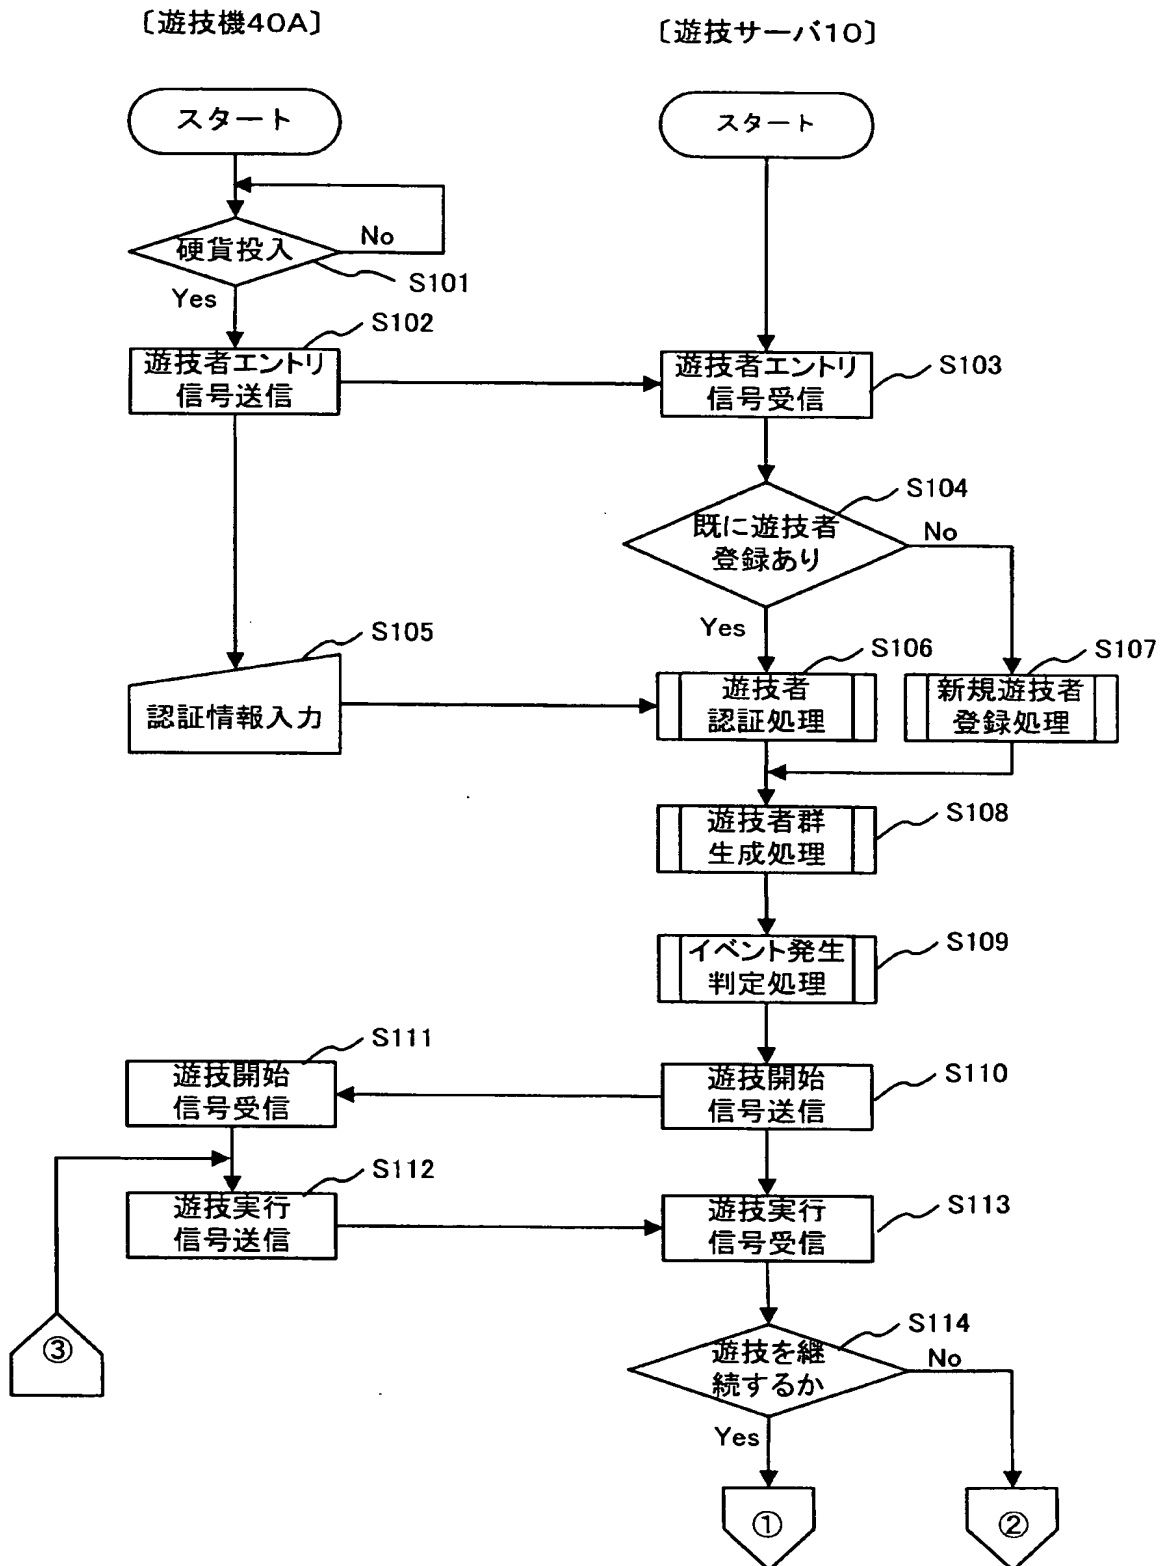 〔遊技機40A〕
〔遊技サーバ10〕
スタート
スタート
硬貨投入
No
S101
Yes
S102
遊技者エントリ
信号送信
遊技者エントリ
信号受信
S103
S104
既に遊技者
登録あり
No
Yes
S105
認証情報入力
S106
遊技者
認証処理
S107
新規遊技者
登録処理
S108
遊技者群
生成処理
S109
イベント発生
判定処理
S111
遊技開始
信号受信
S110
遊技開始
信号送信
S112
遊技実行
信号送信
S113
遊技実行
信号受信
③
S114
遊技を継
続するか
No
Yes
①
②